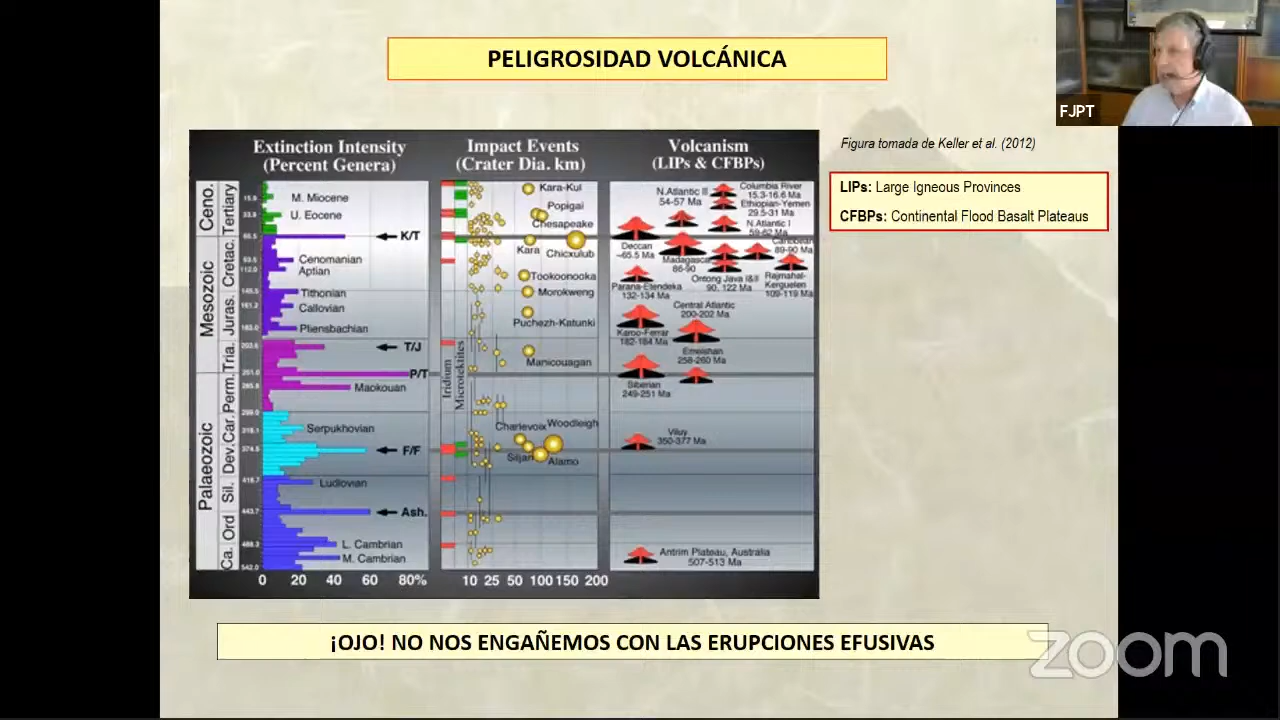 PELIGROSIDAD VOLCÁNICA
FJPT
Figura tomada de Keller et al. (2012)
LIPs: Large Igneous Provinces
CFBPs: Continental Flood Basalt Plateaus
Extinction Intensity
(Percent Genera)
Impact Events
(Crater Dia. km)
Volcanism
(LIPs & CFBPs)
Ceno.
Mesozoic
Palaeozoic
Tertiary
Cretac.
Juras.
Tria.
Perm.
Car.
Dev.
Sil.
Ord
Ca.
M. Miocene
U. Eocene
K/T
Cenomanian
Aptian
Tithonian
Callovian
Pliensbachian
T/J
P/T
Maokouan
Serpukhovian
F/F
Ludlovian
Ash.
L. Cambrian
M. Cambrian
0 20 40 60 80%
Iridium
Microtektites
Kara-Kul
Popigai
Chesapeake
Kara
Chicxulub
Tookoonooka
Morokweng
Puchezh-Katunki
Manicouagan
Charlevoix
Woodleigh
Siljan
Alamo
10 25 50 100 150 200
N.Atlantic II
54-57 Ma
Columbia River
15.3-16.6 Ma
Ethiopian-Yemen
29.5-31 Ma
N.Atlantic I
59-62 Ma
Deccan
~65.5 Ma
Madagascar
86-90
Caribbean
89-90 Ma
Ontong Java I&II
90, 122 Ma
Rajmahal-
Kerguelen
109-119 Ma
Parana-Etendeka
132-134 Ma
Central Atlantic
200-202 Ma
Karoo-Ferrar
182-184 Ma
Emeishan
258-260 Ma
Siberian
249-251 Ma
Viluy
350-377 Ma
Antrim Plateau, Australia
507-513 Ma
¡OJO! NO NOS ENGAÑEMOS CON LAS ERUPCIONES EFUSIVAS
zoom